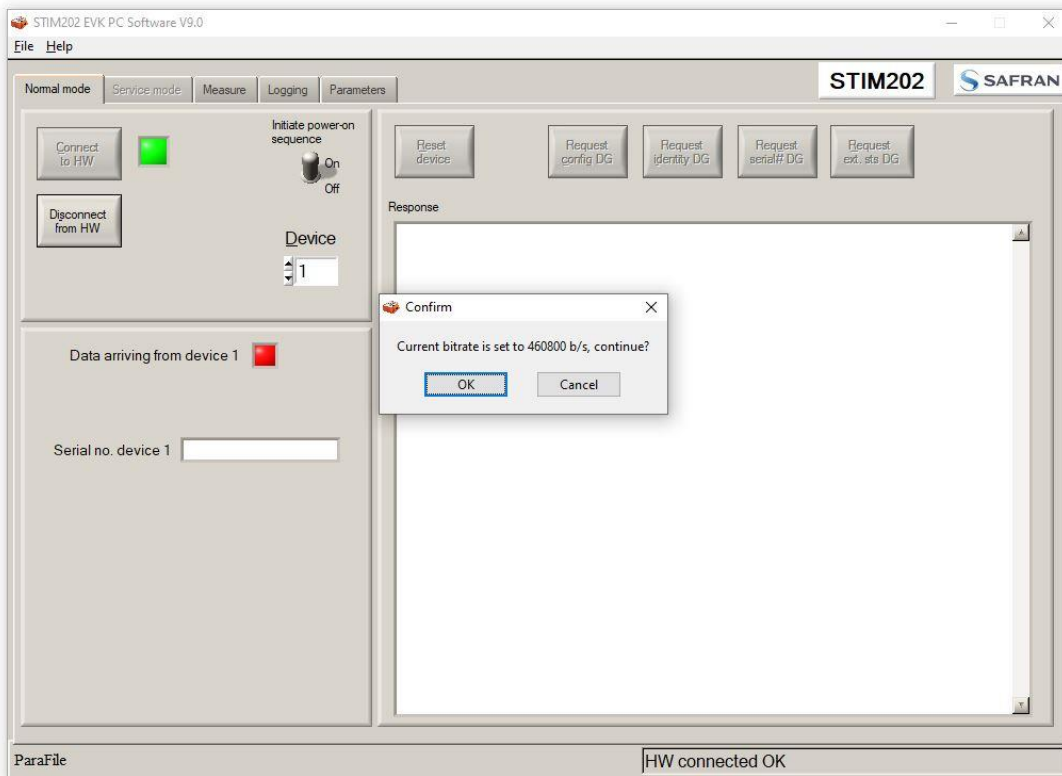 STIM202 EVK PC Software V9.0
File Help
STIM202
SAFRAN
Normal mode
Service mode
Measure
Logging
Parameters
Connect
to HW
Initiate power-on
sequence
On
Off
Disconnect
from HW
Device
1
Reset
device
Request
config DG
Request
identity DG
Request
serial# DG
Request
ext. sts DG
Response
Confirm
Current bitrate is set to 460800 b/s, continue?
OK
Cancel
Data arriving from device 1
Serial no. device 1
ParaFile
HW connected OK